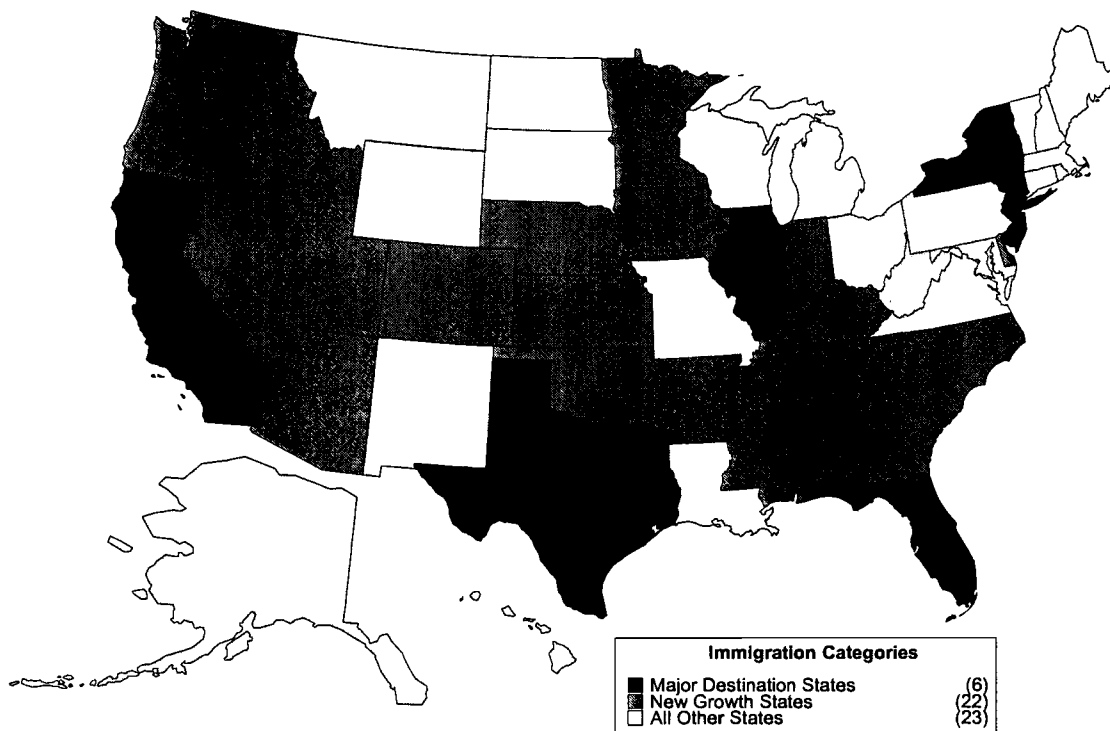 Immigration Categories
Major Destination States (6)
New Growth States (22)
All Other States (23)